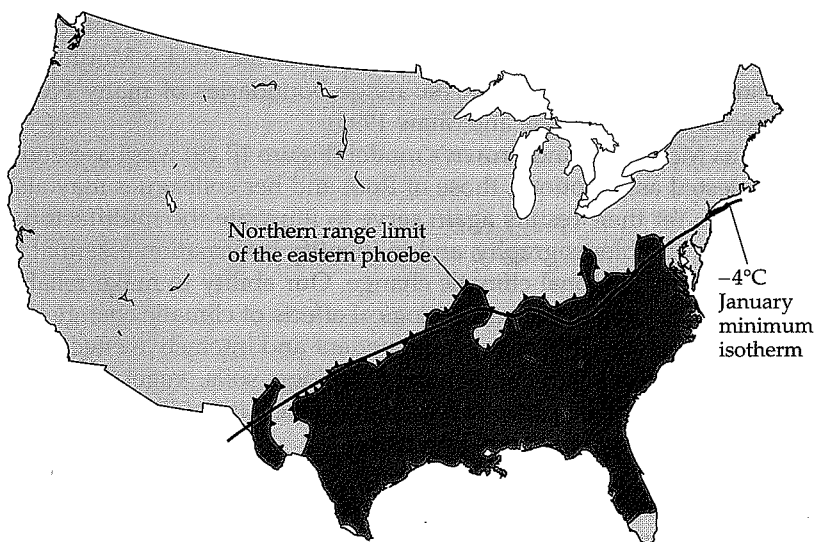 Northern range limit
of the eastern phoebe
–4°C
January
minimum
isotherm